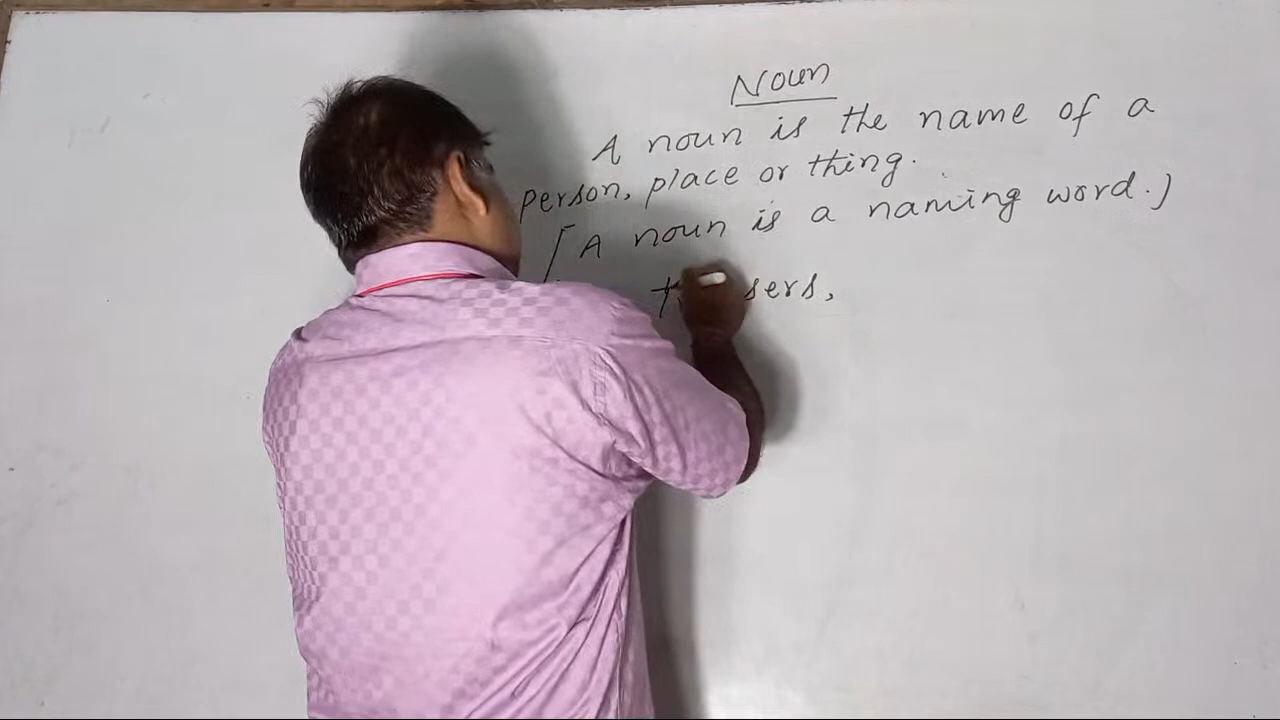 Noun
A noun is the name of a
person, place or thing.
[A noun is a naming word.]